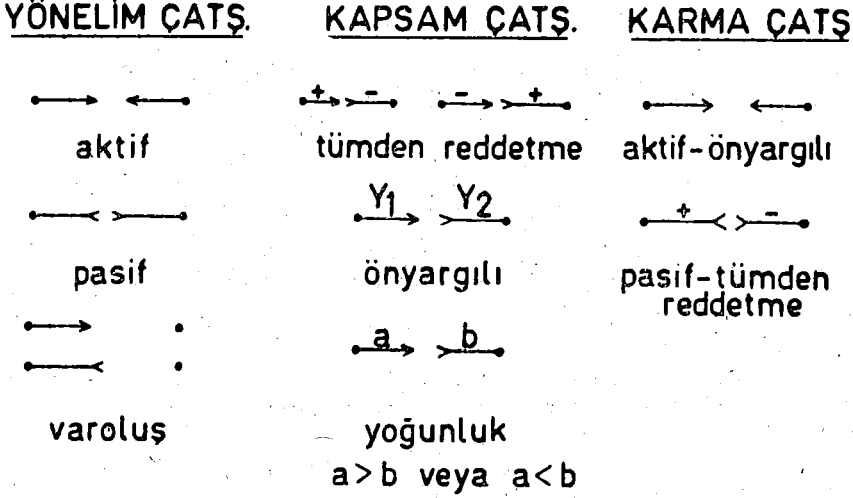 YÖNELİM ÇATŞ.
aktif
pasif
varoluş
KAPSAM ÇATŞ.
+ - - +
tümden reddetme
Y1 Y2
önyargılı
a b
yoğunluk
a>b veya a<b
KARMA ÇATŞ
aktif-önyargılı
+ -
pasif-tümden
reddetme